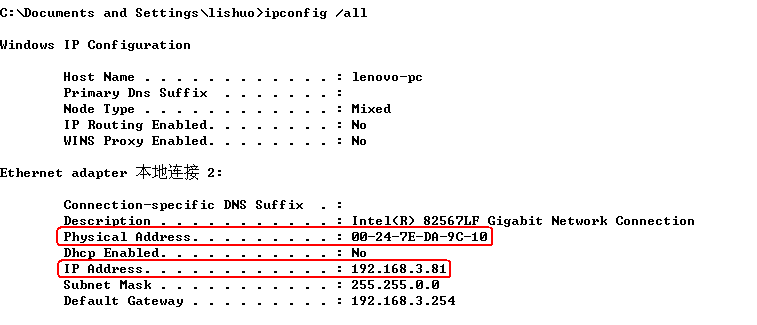 C:\Documents and Settings\lishuo>ipconfig /all
Windows IP Configuration
Host Name . . . . . . . . . . . . : lenovo-pc
Primary Dns Suffix  . . . . . . . :
Node Type . . . . . . . . . . . . : Mixed
IP Routing Enabled. . . . . . . . : No
WINS Proxy Enabled. . . . . . . . : No
Ethernet adapter 本地连接 2:
Connection-specific DNS Suffix  . :
Description . . . . . . . . . . . : Intel(R) 82567LF Gigabit Network Connection
Physical Address. . . . . . . . . : 00-24-7E-DA-9C-10
Dhcp Enabled. . . . . . . . . . . : No
IP Address. . . . . . . . . . . . : 192.168.3.81
Subnet Mask . . . . . . . . . . . : 255.255.0.0
Default Gateway . . . . . . . . . : 192.168.3.254